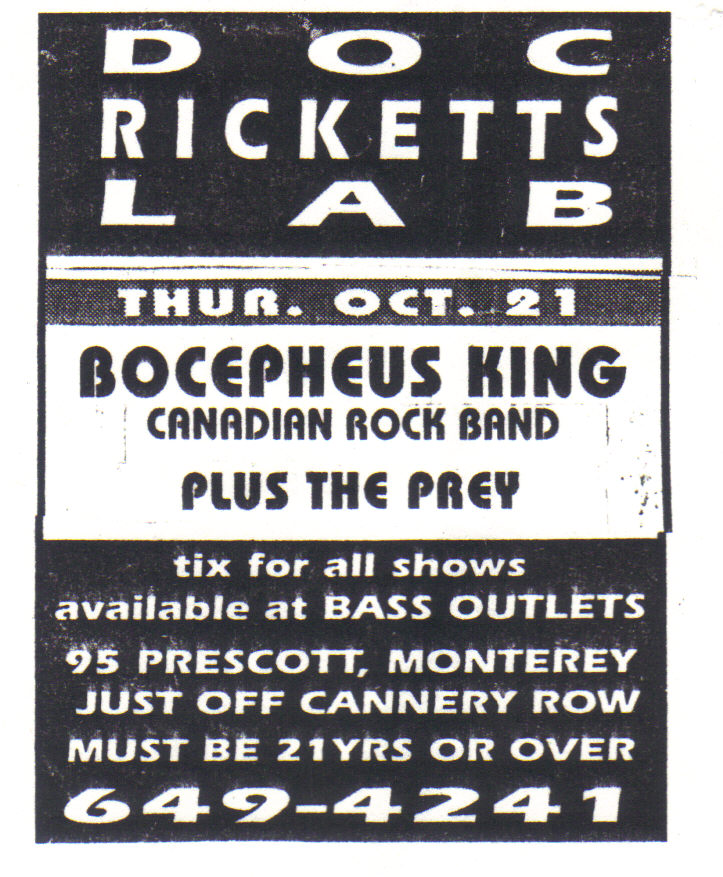 DOC
RICKETTS
LAB
THUR. OCT. 21
BOCEPHEUS KING
CANADIAN ROCK BAND
PLUS THE PREY
tix for all shows
available at BASS OUTLETS
95 PRESCOTT, MONTEREY
JUST OFF CANNERY ROW
MUST BE 21YRS OR OVER
649-4241